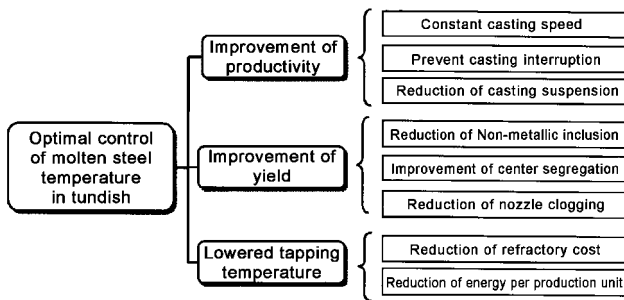 Optimal control
of molten steel
temperature
in tundish
Improvement of
productivity
Constant casting speed
Prevent casting interruption
Reduction of casting suspension
Improvement of
yield
Reduction of Non-metallic inclusion
Improvement of center segregation
Reduction of nozzle clogging
Lowered tapping
temperature
Reduction of refractory cost
Reduction of energy per production unit